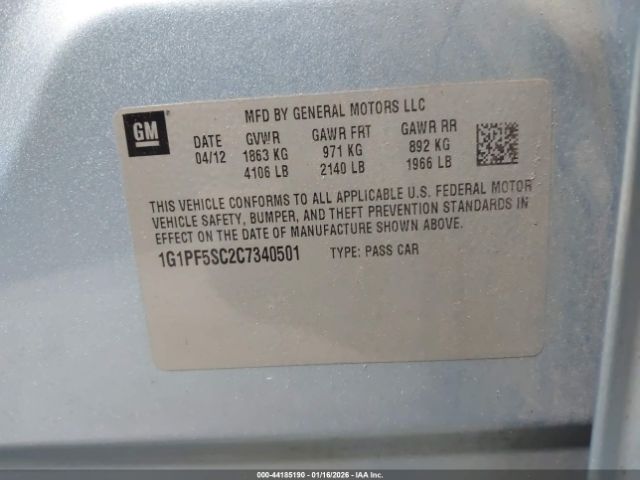 MFD BY GENERAL MOTORS LLC
GM
DATE GVWR GAWR FRT GAWR RR
04/12 1863 KG 971 KG 892 KG
4106 LB 2140 LB 1966 LB
THIS VEHICLE CONFORMS TO ALL APPLICABLE U.S. FEDERAL MOTOR
VEHICLE SAFETY, BUMPER, AND THEFT PREVENTION STANDARDS IN
EFFECT ON THE DATE OF MANUFACTURE SHOWN ABOVE.
1G1PF5SC2C7340501 TYPE: PASS CAR
000-44185190 - 01/16/2026 - IAA Inc.